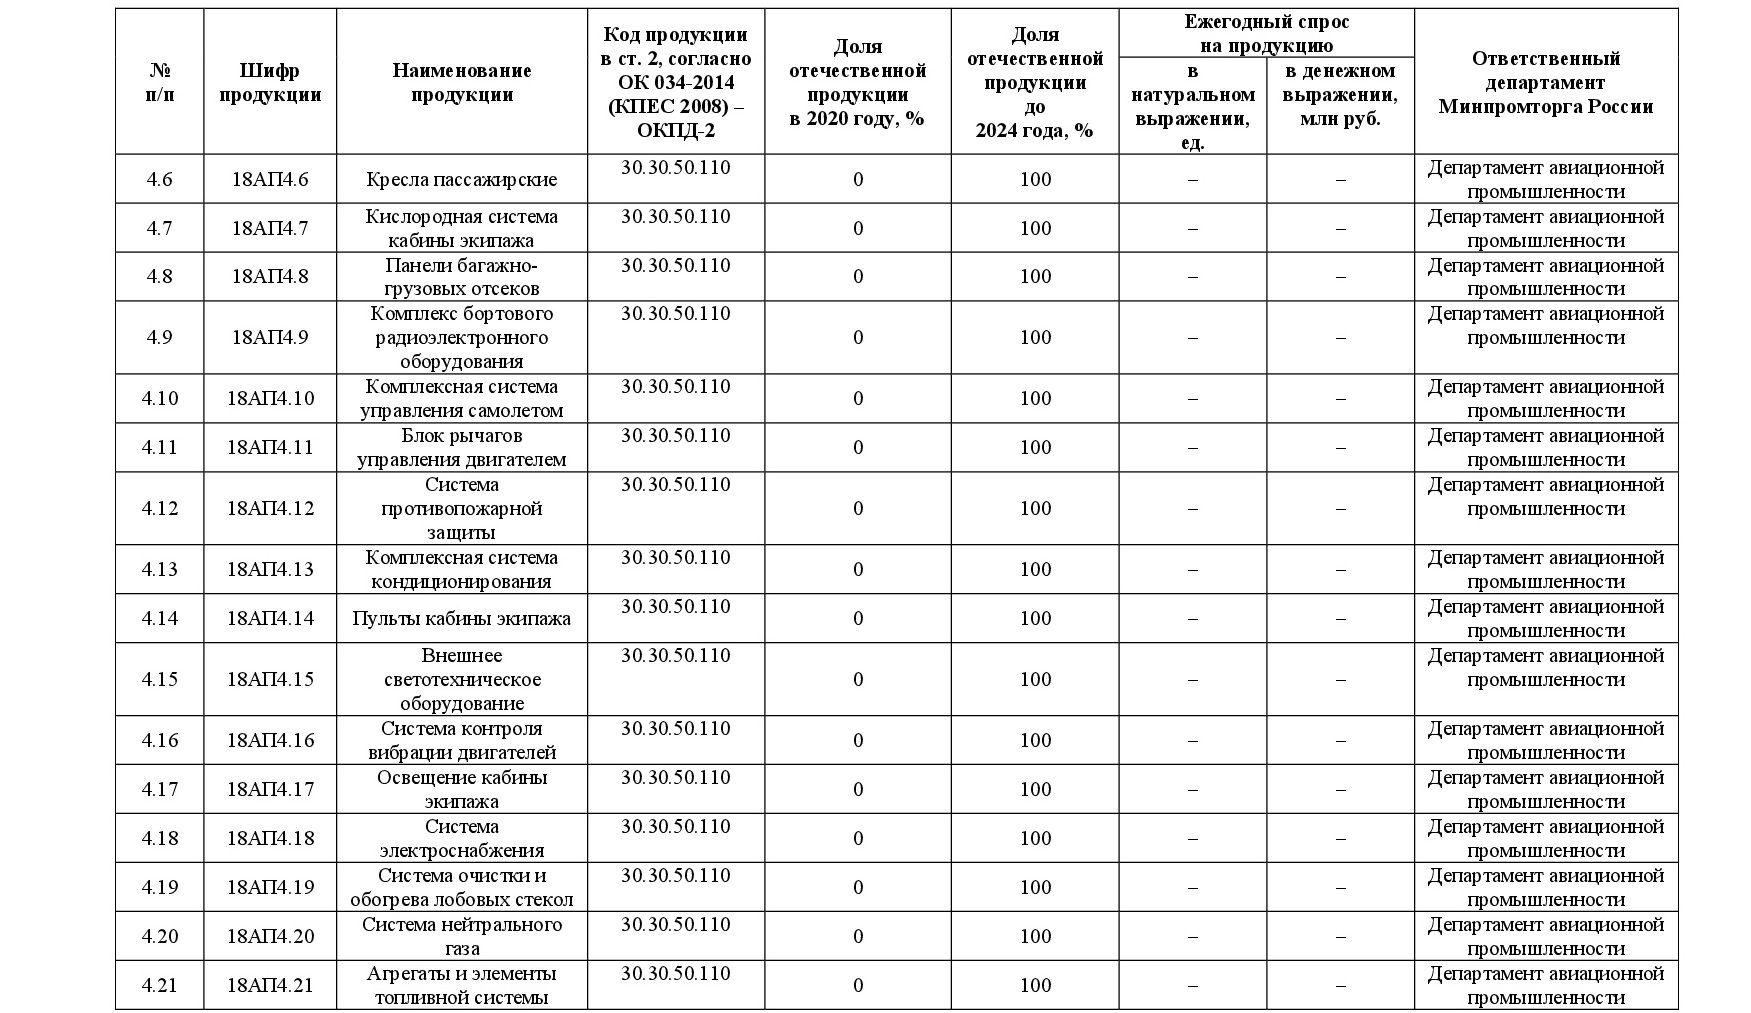 №
п/п
Шифр
продукции
Наименование
продукции
Код продукции
в ст. 2, согласно
ОК 034-2014
(КПЕС 2008) –
ОКПД-2
Доля
отечественной
продукции
в 2020 году, %
Доля
отечественной
продукции
до
2024 года, %
Ежегодный спрос
на продукцию
в
натуральном
выражении,
ед.
в денежном
выражении,
млн руб.
Ответственный
департамент
Минпромторга России
4.6
18АП4.6
Кресла пассажирские
30.30.50.110
0
100
–
–
Департамент авиационной
промышленности
4.7
18АП4.7
Кислородная система
кабины экипажа
30.30.50.110
0
100
–
–
Департамент авиационной
промышленности
4.8
18АП4.8
Панели багажно-
грузовых отсеков
30.30.50.110
0
100
–
–
Департамент авиационной
промышленности
4.9
18АП4.9
Комплекс бортового
радиоэлектронного
оборудования
30.30.50.110
0
100
–
–
Департамент авиационной
промышленности
4.10
18АП4.10
Комплексная система
управления самолетом
30.30.50.110
0
100
–
–
Департамент авиационной
промышленности
4.11
18АП4.11
Блок рычагов
управления двигателем
30.30.50.110
0
100
–
–
Департамент авиационной
промышленности
4.12
18АП4.12
Система
противопожарной
защиты
30.30.50.110
0
100
–
–
Департамент авиационной
промышленности
4.13
18АП4.13
Комплексная система
кондиционирования
30.30.50.110
0
100
–
–
Департамент авиационной
промышленности
4.14
18АП4.14
Пульты кабины экипажа
30.30.50.110
0
100
–
–
Департамент авиационной
промышленности
4.15
18АП4.15
Внешнее
светотехническое
оборудование
30.30.50.110
0
100
–
–
Департамент авиационной
промышленности
4.16
18АП4.16
Система контроля
вибрации двигателей
30.30.50.110
0
100
–
–
Департамент авиационной
промышленности
4.17
18АП4.17
Освещение кабины
экипажа
30.30.50.110
0
100
–
–
Департамент авиационной
промышленности
4.18
18АП4.18
Система
электроснабжения
30.30.50.110
0
100
–
–
Департамент авиационной
промышленности
4.19
18АП4.19
Система очистки и
обогрева лобовых стекол
30.30.50.110
0
100
–
–
Департамент авиационной
промышленности
4.20
18АП4.20
Система нейтрального
газа
30.30.50.110
0
100
–
–
Департамент авиационной
промышленности
4.21
18АП4.21
Агрегаты и элементы
топливной системы
30.30.50.110
0
100
–
–
Департамент авиационной
промышленности